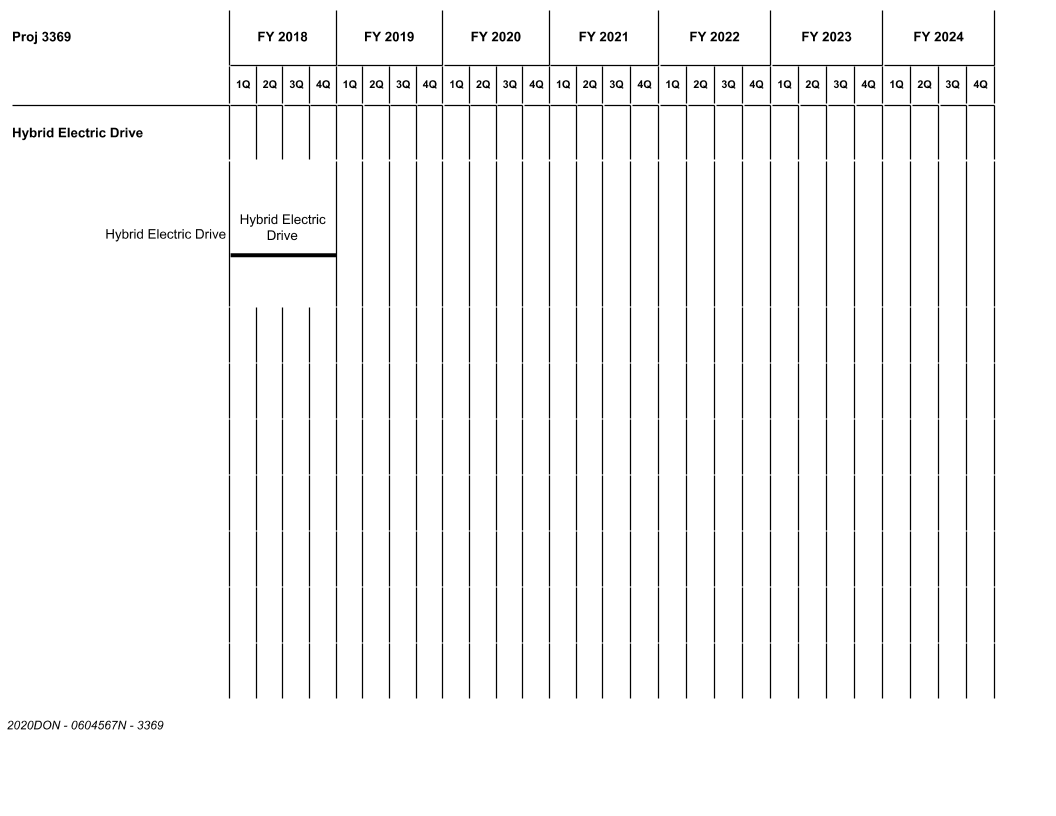 Proj 3369 FY 2018 FY 2019 FY 2020 FY 2021 FY 2022 FY 2023 FY 2024
1Q 2Q 3Q 4Q 1Q 2Q 3Q 4Q 1Q 2Q 3Q 4Q 1Q 2Q 3Q 4Q 1Q 2Q 3Q 4Q 1Q 2Q 3Q 4Q 1Q 2Q 3Q 4Q
Hybrid Electric Drive
Hybrid Electric Drive
Hybrid Electric
Drive
2020DON - 0604567N - 3369